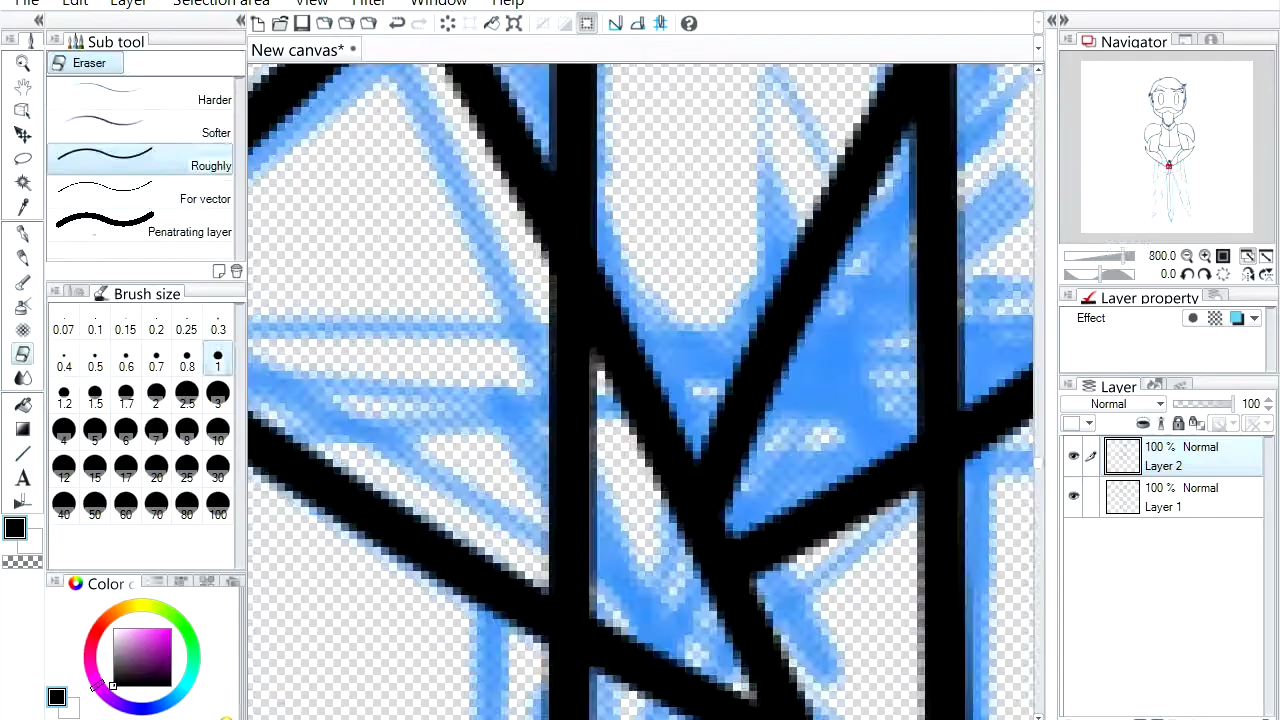 File Edit Layer Selection area View Filter Window Help
Sub tool
Eraser
Harder
Softer
Roughly
For vector
Penatrating layer
Brush size
0.07 0.1 0.15 0.2 0.25 0.3
0.4 0.5 0.6 0.7 0.8 1
1.2 1.5 1.7 2 2.5 3
4 5 6 7 8 10
12 15 17 20 25 30
40 50 60 70 80 100
Color c
New canvas*
Navigator
800.0
0.0
Layer property
Effect
Layer
Normal 100
100 % Normal
Layer 2
100 % Normal
Layer 1